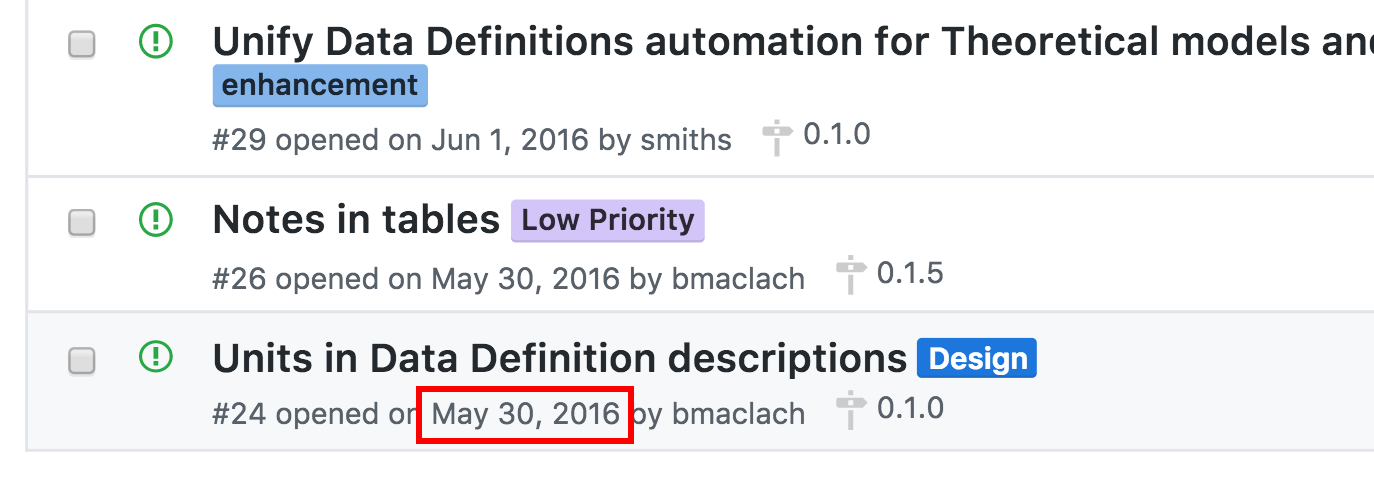 Unify Data Definitions automation for Theoretical models an
enhancement
#29 opened on Jun 1, 2016 by smiths 0.1.0
Notes in tables Low Priority
#26 opened on May 30, 2016 by bmaclach 0.1.5
Units in Data Definition descriptions Design
#24 opened on May 30, 2016 by bmaclach 0.1.0